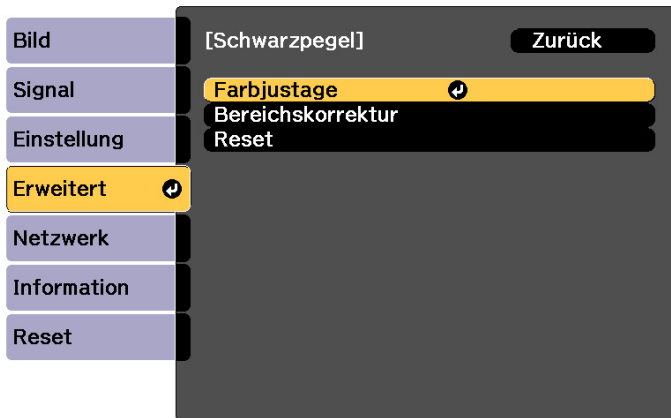 Bild
Signal
Einstellung
Erweitert
Netzwerk
Information
Reset
[Schwarzpegel]
Zurück
Farbjustage
Bereichskorrektur
Reset